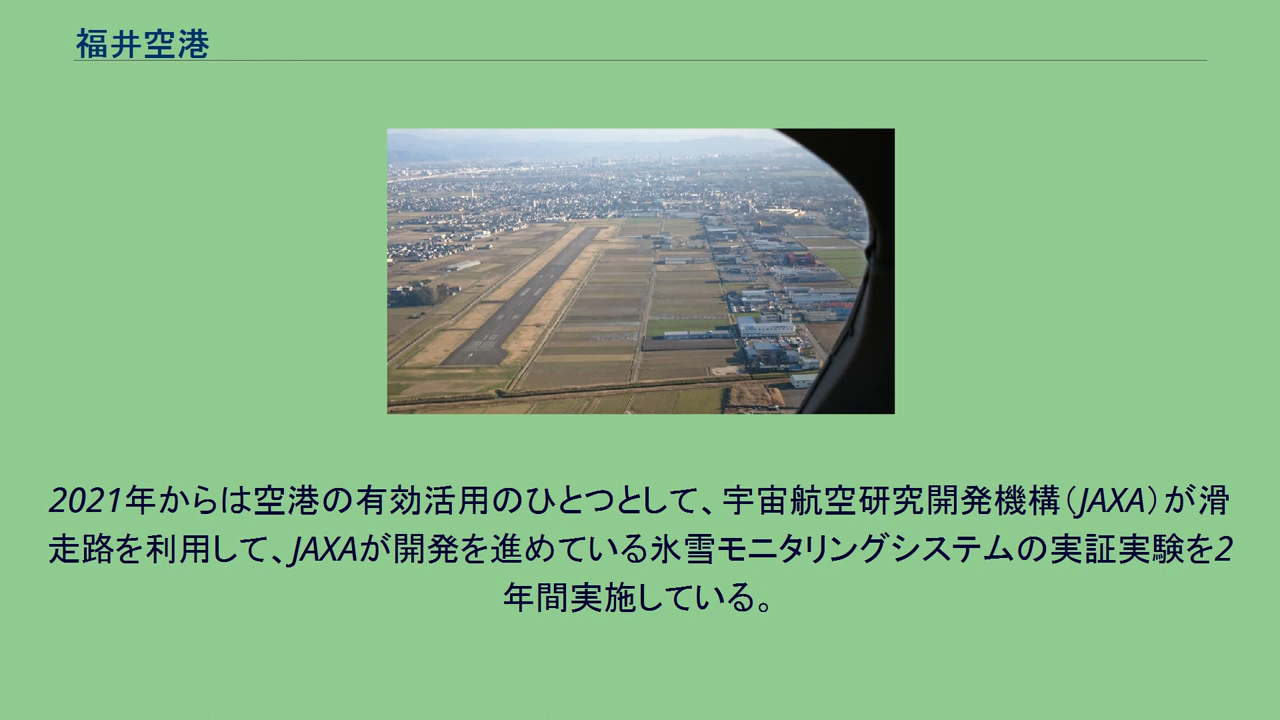 福井空港
2021年からは空港の有効活用のひとつとして、宇宙航空研究開発機構（JAXA）が滑
走路を利用して、JAXAが開発を進めている氷雪モニタリングシステムの実証実験を2
年間実施している。